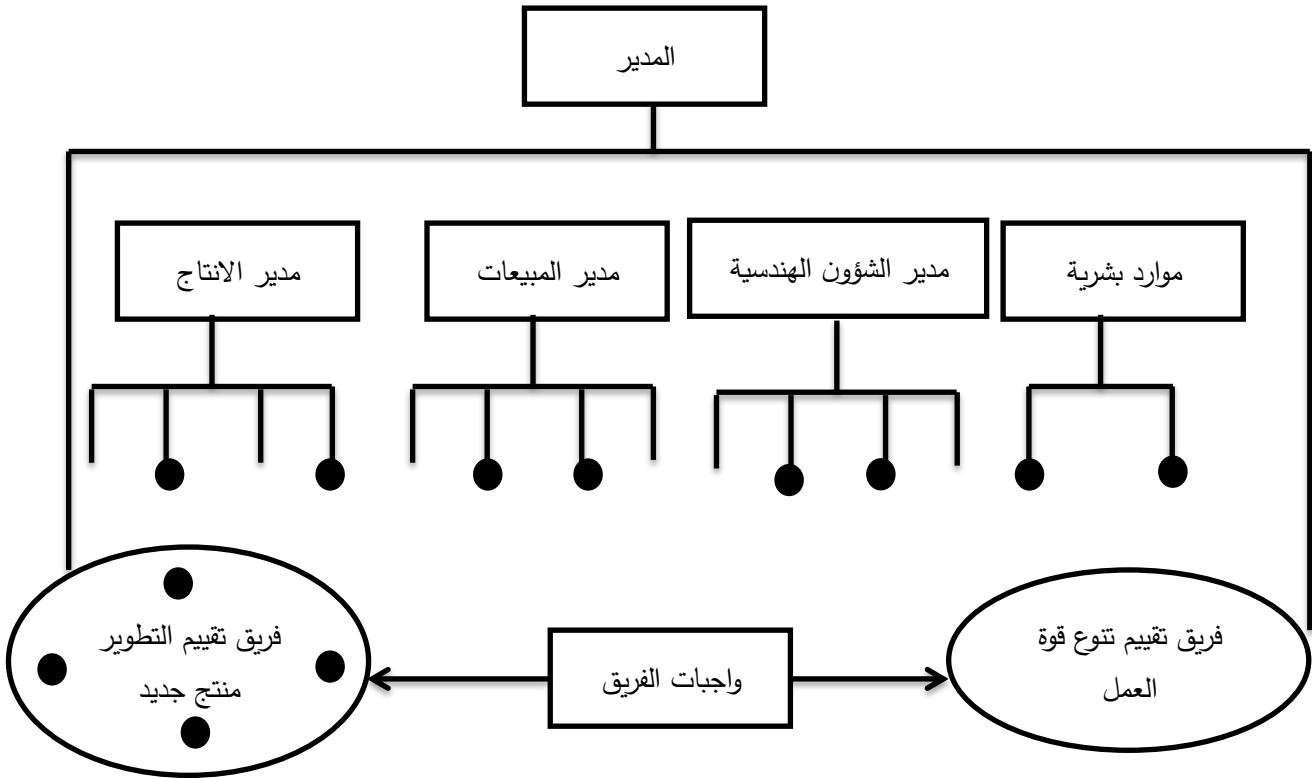 المدير
موارد بشرية
مدير الشؤون الهندسية
مدير المبيعات
مدير الانتاج
فريق تقييم تنوع قوة
العمل
واجبات الفريق
فريق تقييم التطوير
منتج جديد